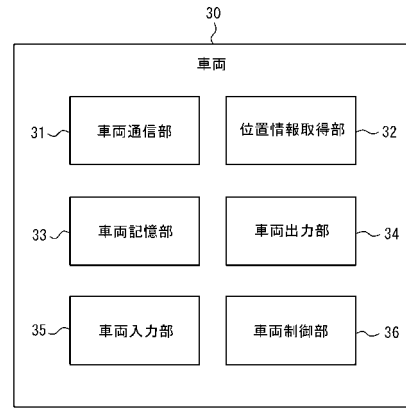 30
車両
31 車両通信部 位置情報取得部 32
33 車両記憶部 車両出力部 34
35 車両入力部 車両制御部 36